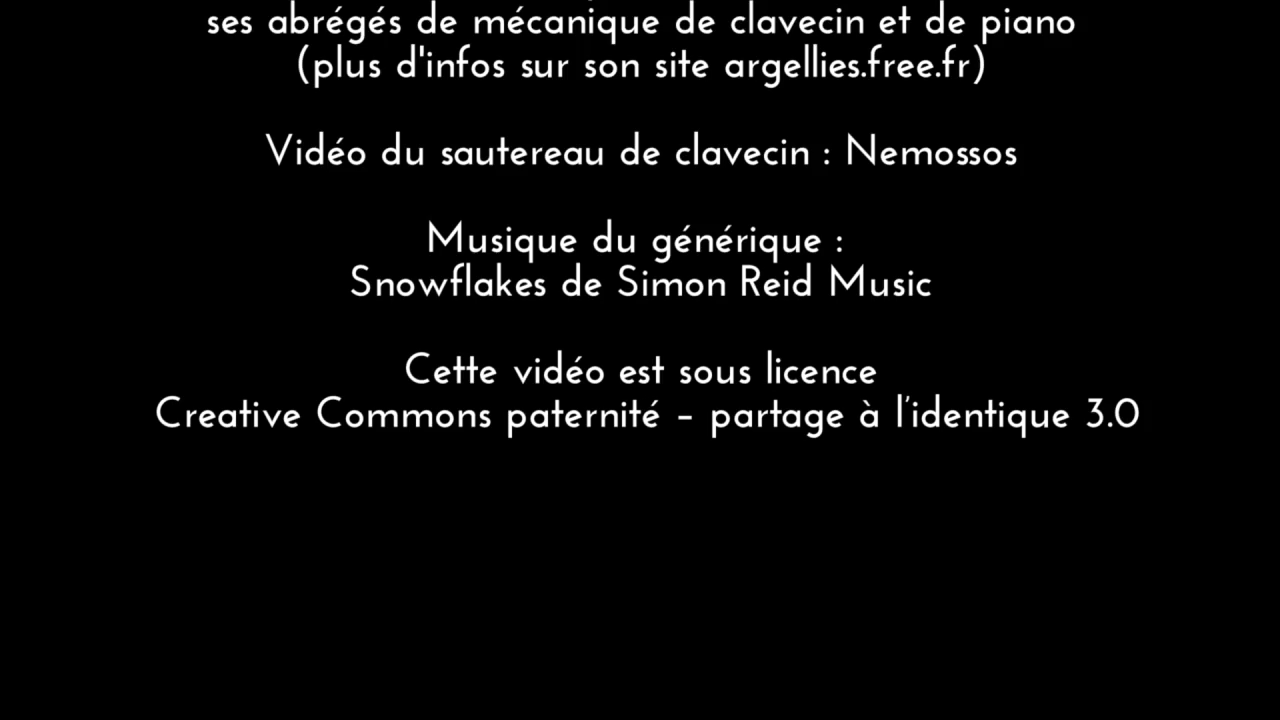 ses abrégés de mécanique de clavecin et de piano
(plus d'infos sur son site argellies.free.fr)
Vidéo du sautereau de clavecin : Nemossos
Musique du générique :
Snowflakes de Simon Reid Music
Cette vidéo est sous licence
Creative Commons paternité – partage à l’identique 3.0